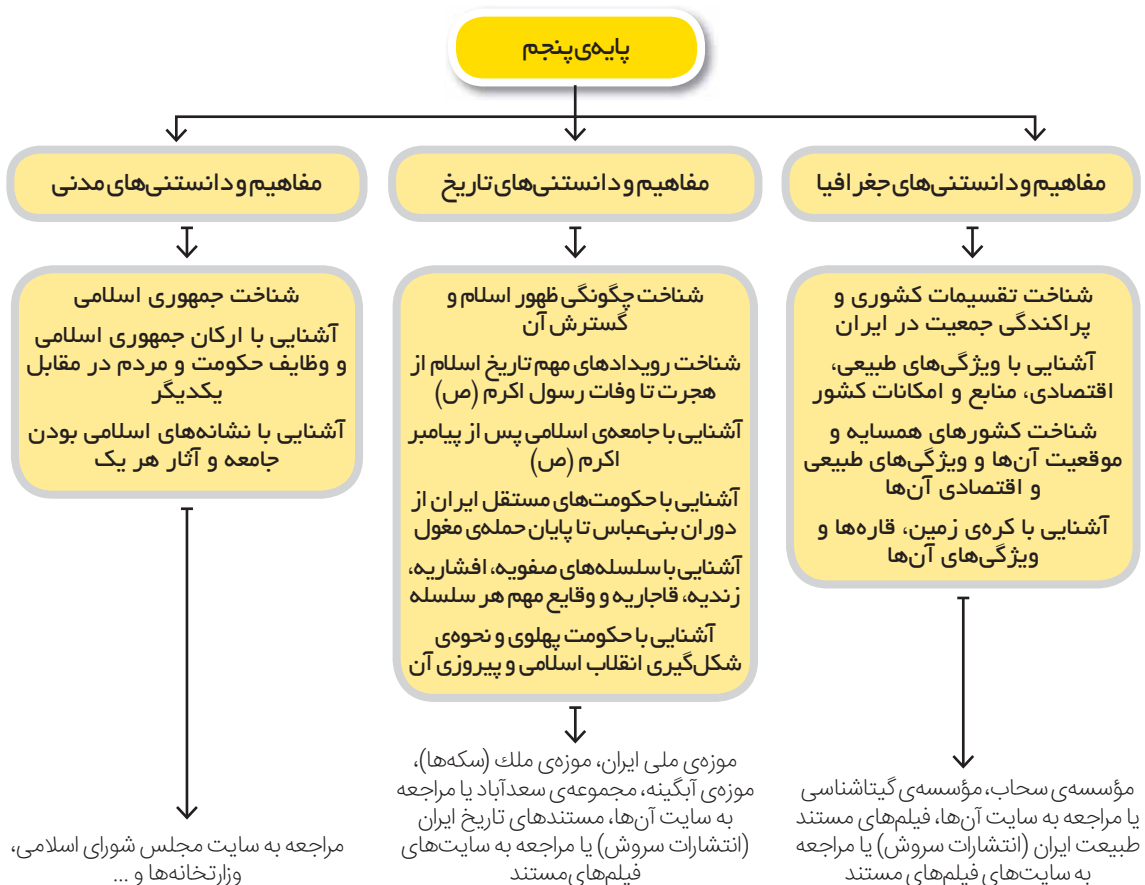 پایه‌ی پنجم
مفاهیم و دانستنی‌های جغرافیا
شناخت تقسیمات کشوری و
پراکندگی جمعیت در ایران
آشنایی با ویژگی‌های طبیعی،
اقتصادی، منابع و امکانات کشور
شناخت کشورهای همسایه و
موقعیت آن‌ها و ویژگی‌های طبیعی
و اقتصادی آن‌ها
آشنایی با کره‌ی زمین، قاره‌ها و
ویژگی‌های آن‌ها
مؤسسه‌ی سحاب، مؤسسه‌ی گیتاشناسی
یا مراجعه به سایت آن‌ها، فیلم‌های مستند
طبیعت ایران (انتشارات سروش) یا مراجعه
به سایت‌های فیلم‌های مستند
مفاهیم و دانستنی‌های تاریخ
شناخت چگونگی ظهور اسلام و
گسترش آن
شناخت رویدادهای مهم تاریخ اسلام از
هجرت تا وفات رسول اکرم (ص)
آشنایی با جامعه‌ی اسلامی پس از پیامبر
اکرم (ص)
آشنایی با حکومت‌های مستقل ایران از
دوران بنی‌عباس تا پایان حمله‌ی مغول
آشنایی با سلسله‌های صفویه، افشاریه،
زندیه، قاجاریه و وقایع مهم هر سلسله
آشنایی با حکومت پهلوی و نحوه‌ی
شکل‌گیری انقلاب اسلامی و پیروزی آن
موزه‌ی ملی ایران، موزه‌ی ملك (سکه‌ها)،
موزه‌ی آبگینه، مجموعه‌ی سعدآباد یا مراجعه
به سایت آن‌ها، مستندهای تاریخ ایران
(انتشارات سروش) یا مراجعه به سایت‌های
فیلم‌های‌مستند
مفاهیم و دانستنی‌های مدنی
شناخت جمهوری اسلامی
آشنایی با ارکان جمهوری اسلامی
و وظایف حکومت و مردم در مقابل
یکدیگر
آشنایی با نشانه‌های اسلامی بودن
جامعه و آثار هر یک
مراجعه به سایت مجلس شورای اسلامی،
وزارتخانه‌ها و ...